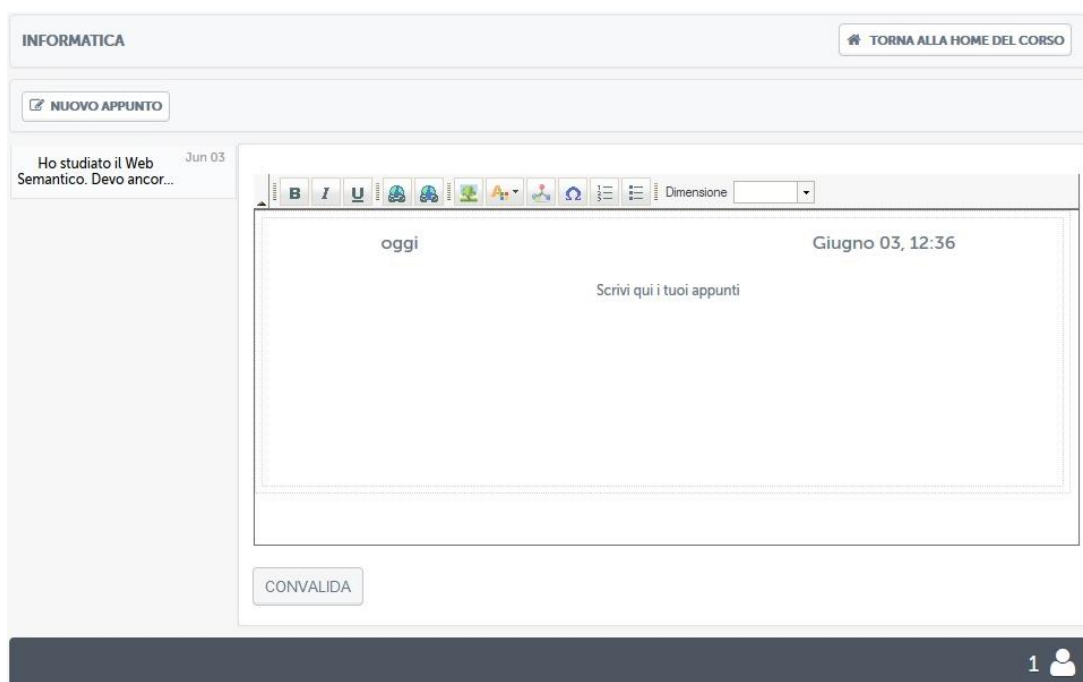 INFORMATICA
TORNA ALLA HOME DEL CORSO
NUOVO APPUNTO
Ho studiato il Web
Semantico. Devo ancor...
Jun 03
B I U A Ω Dimensione
oggi
Giugno 03, 12:36
Scrivi qui i tuoi appunti
CONVALIDA
1